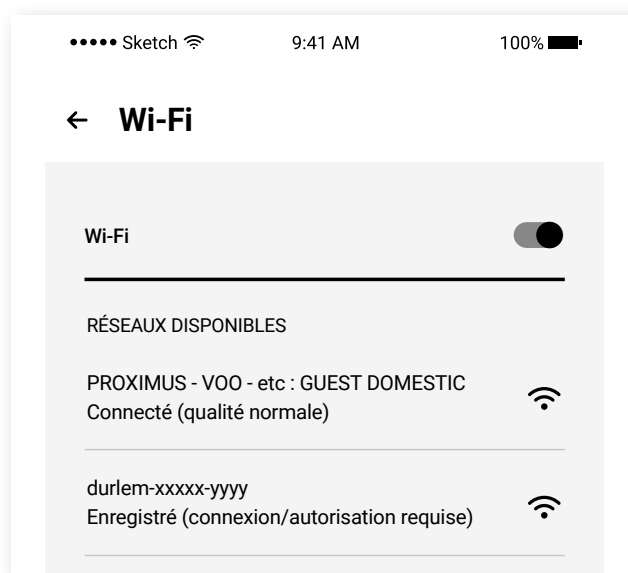 Sketch 9:41 AM 100%
Wi-Fi
Wi-Fi
RÉSEAUX DISPONIBLES
PROXIMUS - VOO - etc : GUEST DOMESTIC
Connecté (qualité normale)
durlem-xxxxx-yyyy
Enregistré (connexion/autorisation requise)